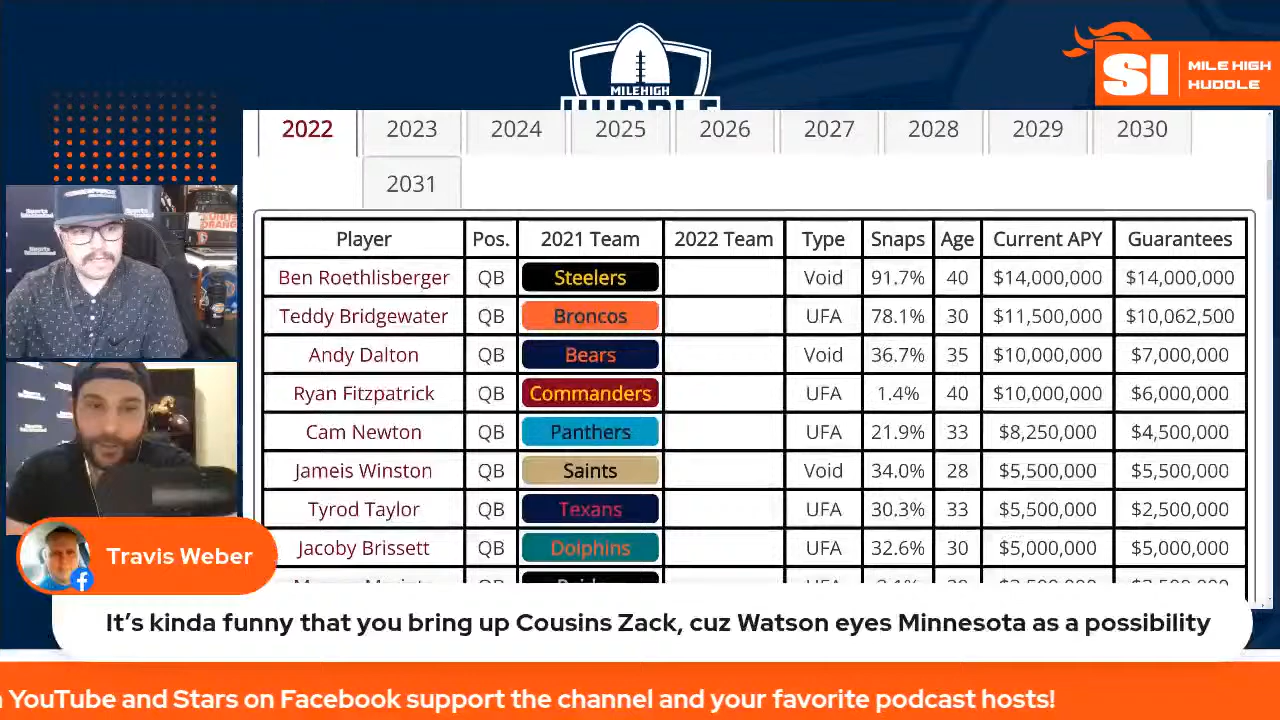 MILEHIGH
HUDDLE
SI
MILE HIGH
HUDDLE
2022 2023 2024 2025 2026 2027 2028 2029 2030
2031
Player Pos. 2021 Team 2022 Team Type Snaps Age Current APY Guarantees
Ben Roethlisberger QB Steelers Void 91.7% 40 $14,000,000 $14,000,000
Teddy Bridgewater QB Broncos UFA 78.1% 30 $11,500,000 $10,062,500
Andy Dalton QB Bears Void 36.7% 35 $10,000,000 $7,000,000
Ryan Fitzpatrick QB Commanders UFA 1.4% 40 $10,000,000 $6,000,000
Cam Newton QB Panthers UFA 21.9% 33 $8,250,000 $4,500,000
Jameis Winston QB Saints Void 34.0% 28 $5,500,000 $5,500,000
Tyrod Taylor QB Texans UFA 30.3% 33 $5,500,000 $2,500,000
Jacoby Brissett QB Dolphins UFA 32.6% 30 $5,000,000 $5,000,000
Travis Weber
It's kinda funny that you bring up Cousins Zack, cuz Watson eyes Minnesota as a possibility
YouTube and Stars on Facebook support the channel and your favorite podcast hosts!